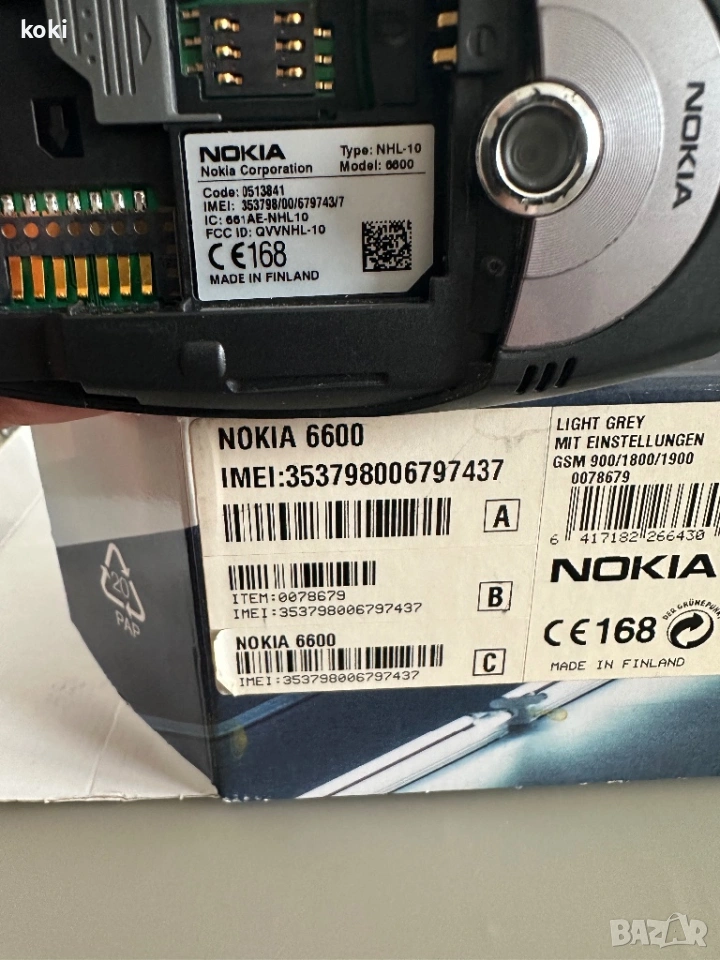 koki
NOKIA
Type: NHL-10
Nokia Corporation
Model: 6600
Code: 0513841
IMEI: 353798/00/679743/7
IC: 661AE-NHL10
FCC ID: QVVNHL-10
CE168
MADE IN FINLAND
NOKIA
NOKIA 6600
IMEI:353798006797437
A
ITEM:0078679
IMEI:353798006797437
B
NOKIA 6600
IMEI:353798006797437
C
LIGHT GREY
MIT EINSTELLUNGEN
GSM 900/1800/1900
0078679
6 417182 266430
NOKIA
CE168
DER GRÜNE PUNKT
MADE IN FINLAND
20
PAP
BAZAR